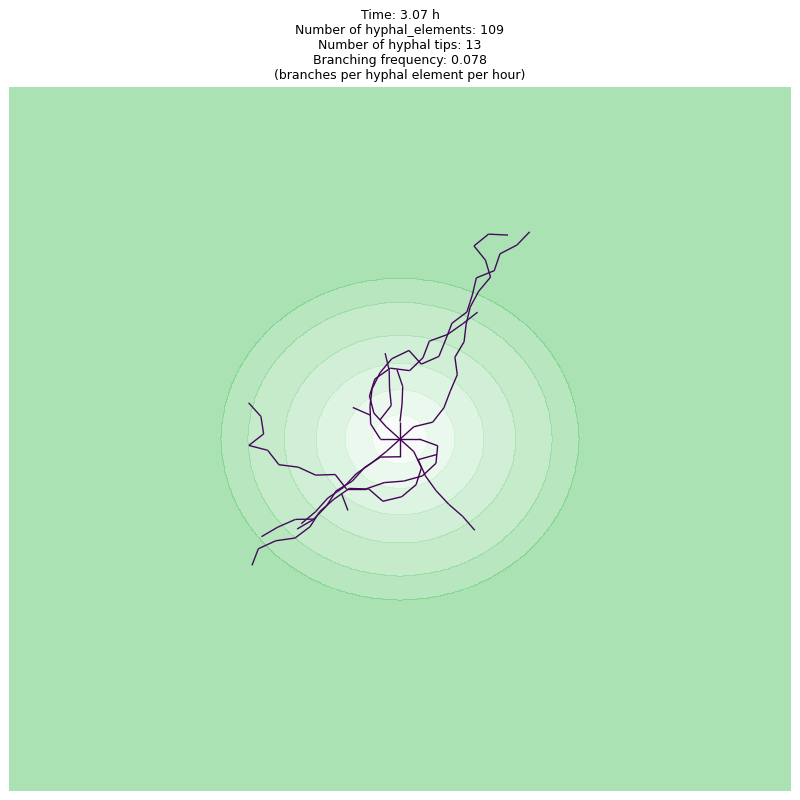 Time: 3.07 h
Number of hyphal_elements: 109
Number of hyphal tips: 13
Branching frequency: 0.078
(branches per hyphal element per hour)